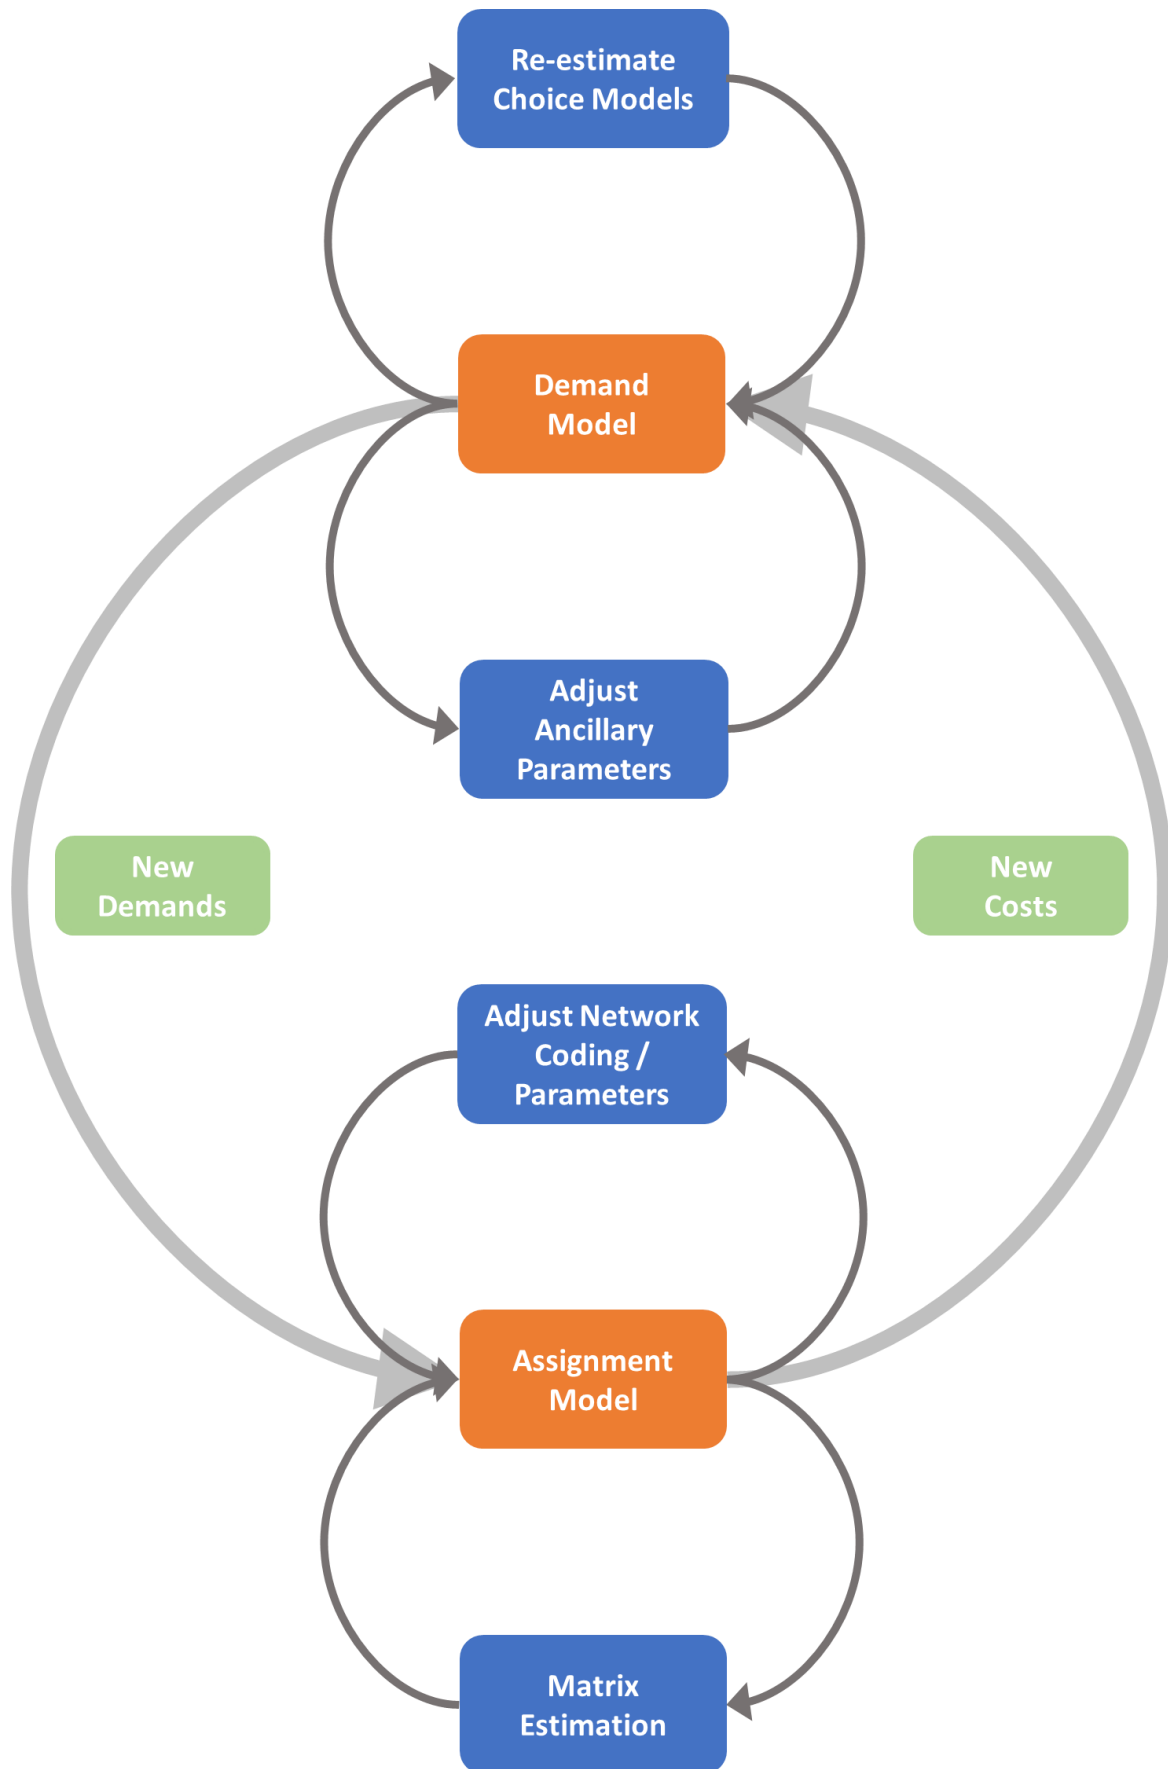 Re-estimate
Choice Models
Demand
Model
Adjust
Ancillary
Parameters
New
Demands
New
Costs
Adjust Network
Coding /
Parameters
Assignment
Model
Matrix
Estimation